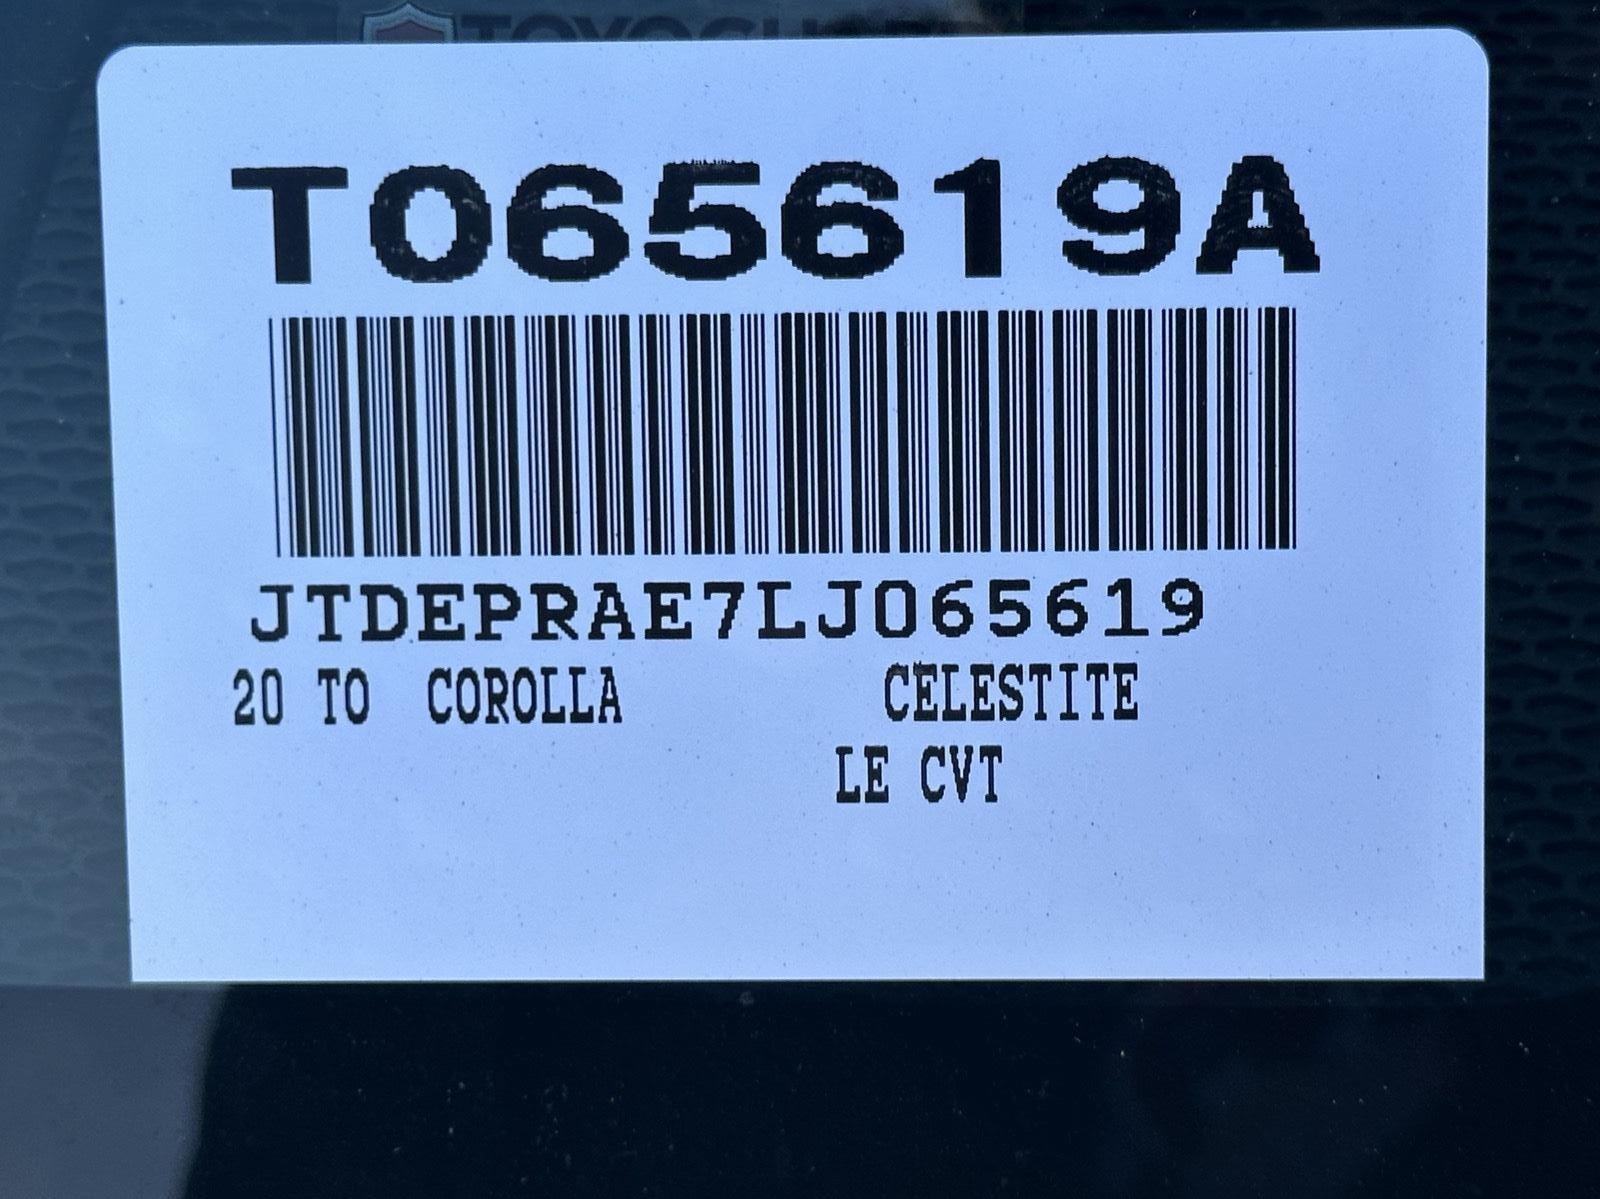 T065619A
JTDEPRAE7LJ065619
20 TO COROLLA CELESTITE
LE CVT